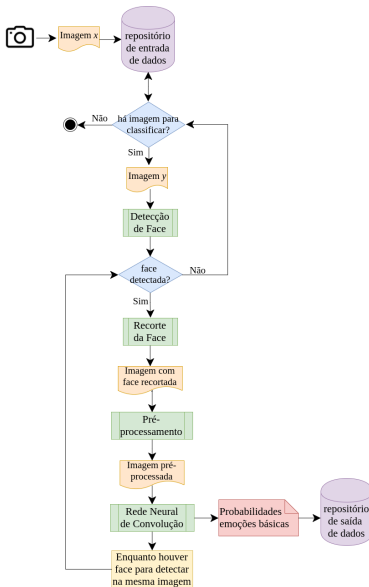 Imagem x
repositório
de entrada
de dados
há imagem para
classificar?
Não
Sim
Imagem y
Detecção
de Face
face
detectada?
Não
Sim
Recorte
da Face
Imagem com
face recortada
Pré-
processamento
Imagem pré-
processada
Rede Neural
de Convolução
Probabilidades
emoções básicas
repositório
de saída
de dados
Enquanto houver
face para detectar
na mesma imagem